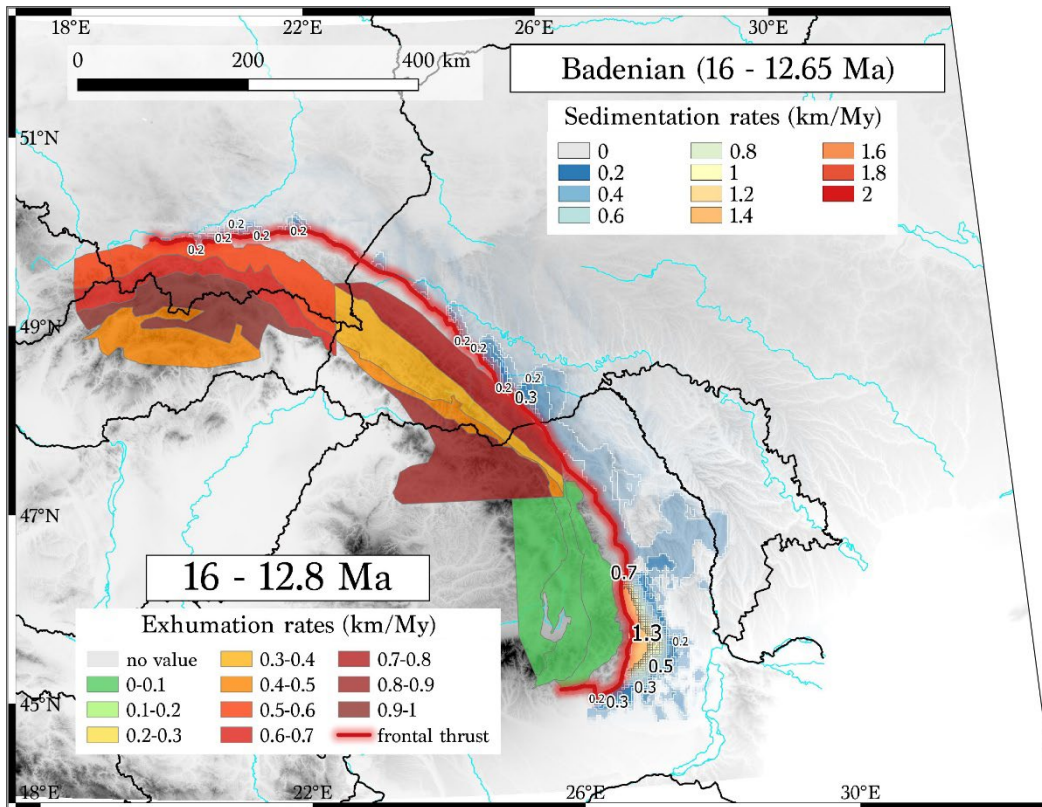 18°E 22°E 26°E 30°E
0 200 400 km
Badenian (16 - 12.65 Ma)
Sedimentation rates (km/My)
0 0.8 1.6
0.2 1 1.8
0.4 1.2 2
0.6 1.4
51°N
0.2
0.2 0.2
0.2 0.2
0.2
49°N
0.2 0.2
0.2
0.2 0.3
47°N
0.7
1.3 0.2
0.5
0.3
0.2 0.3
45°N
16 - 12.8 Ma
Exhumation rates (km/My)
no value 0.3-0.4 0.7-0.8
0-0.1 0.4-0.5 0.8-0.9
0.1-0.2 0.5-0.6 0.9-1
0.2-0.3 0.6-0.7 frontal thrust
18°E 22°E 26°E 30°E